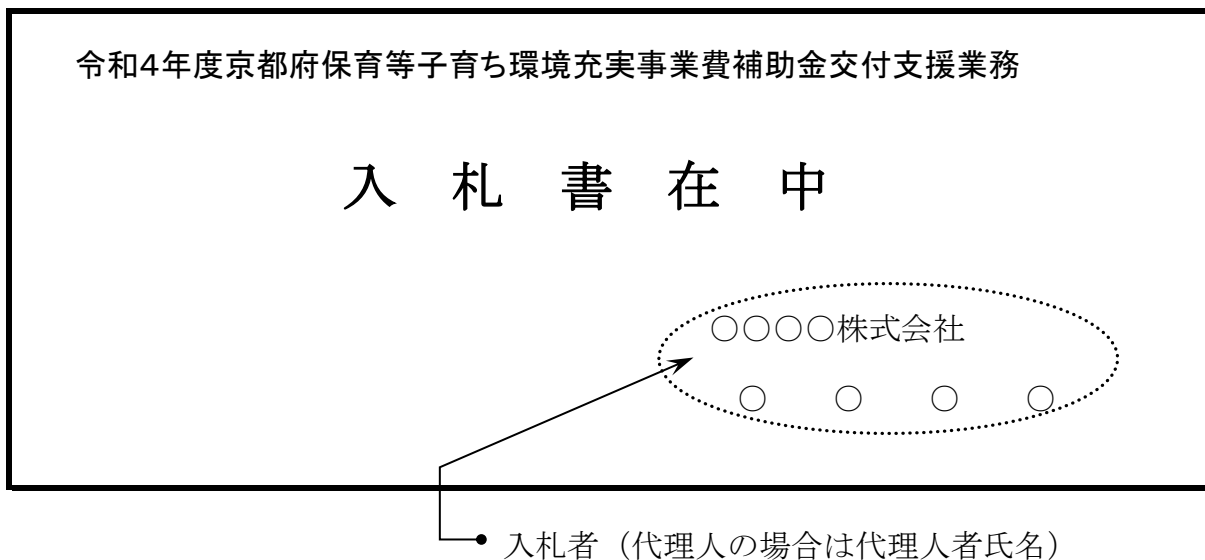 令和4年度京都府保育等子育ち環境充実事業費補助金交付支援業務
入 札 書 在 中
○○○○株式会社
○ ○ ○ ○
入札者（代理人の場合は代理人者氏名）